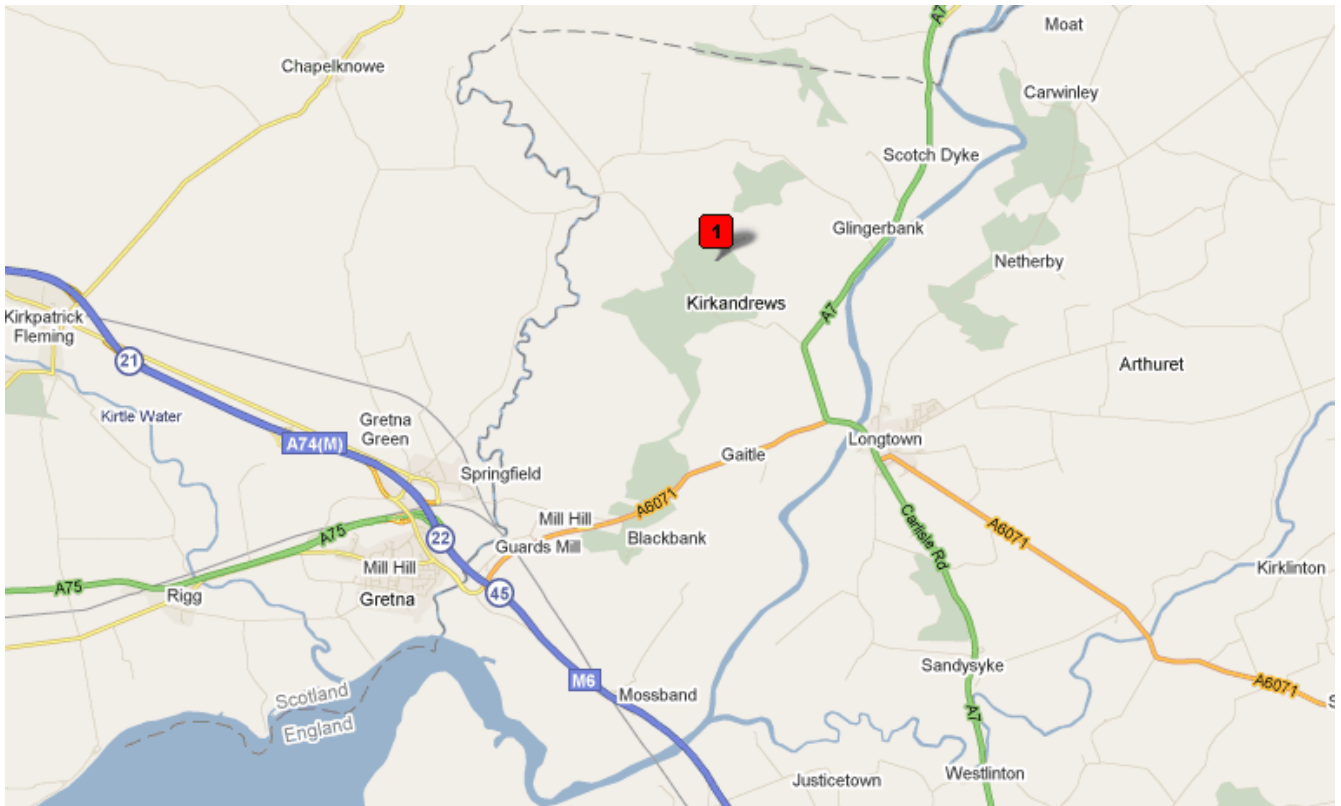 Moat
A7
Chapelknowe
Carwinley
Scotch Dyke
Glingerbank
1
Netherby
Kirkandrews
A7
Kirkpatrick
Fleming
21
Arthuret
Kirtle Water
Gretna
Green
A74(M)
Longtown
Gaitle
Springfield
A6071
Mill Hill
A75
22
Guards Mill
Blackbank
Carlisle Rd
A6071
Mill Hill
Kirklinton
A75
Rigg
Gretna
45
Sandysyke
M6
Mossband
A6071
Scotland
England
A7
S
Justicetown
Westlinton